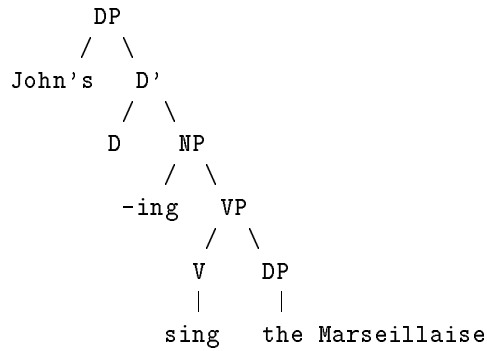 DP
John's D'
D NP
-ing VP
V DP
sing the Marseillaise